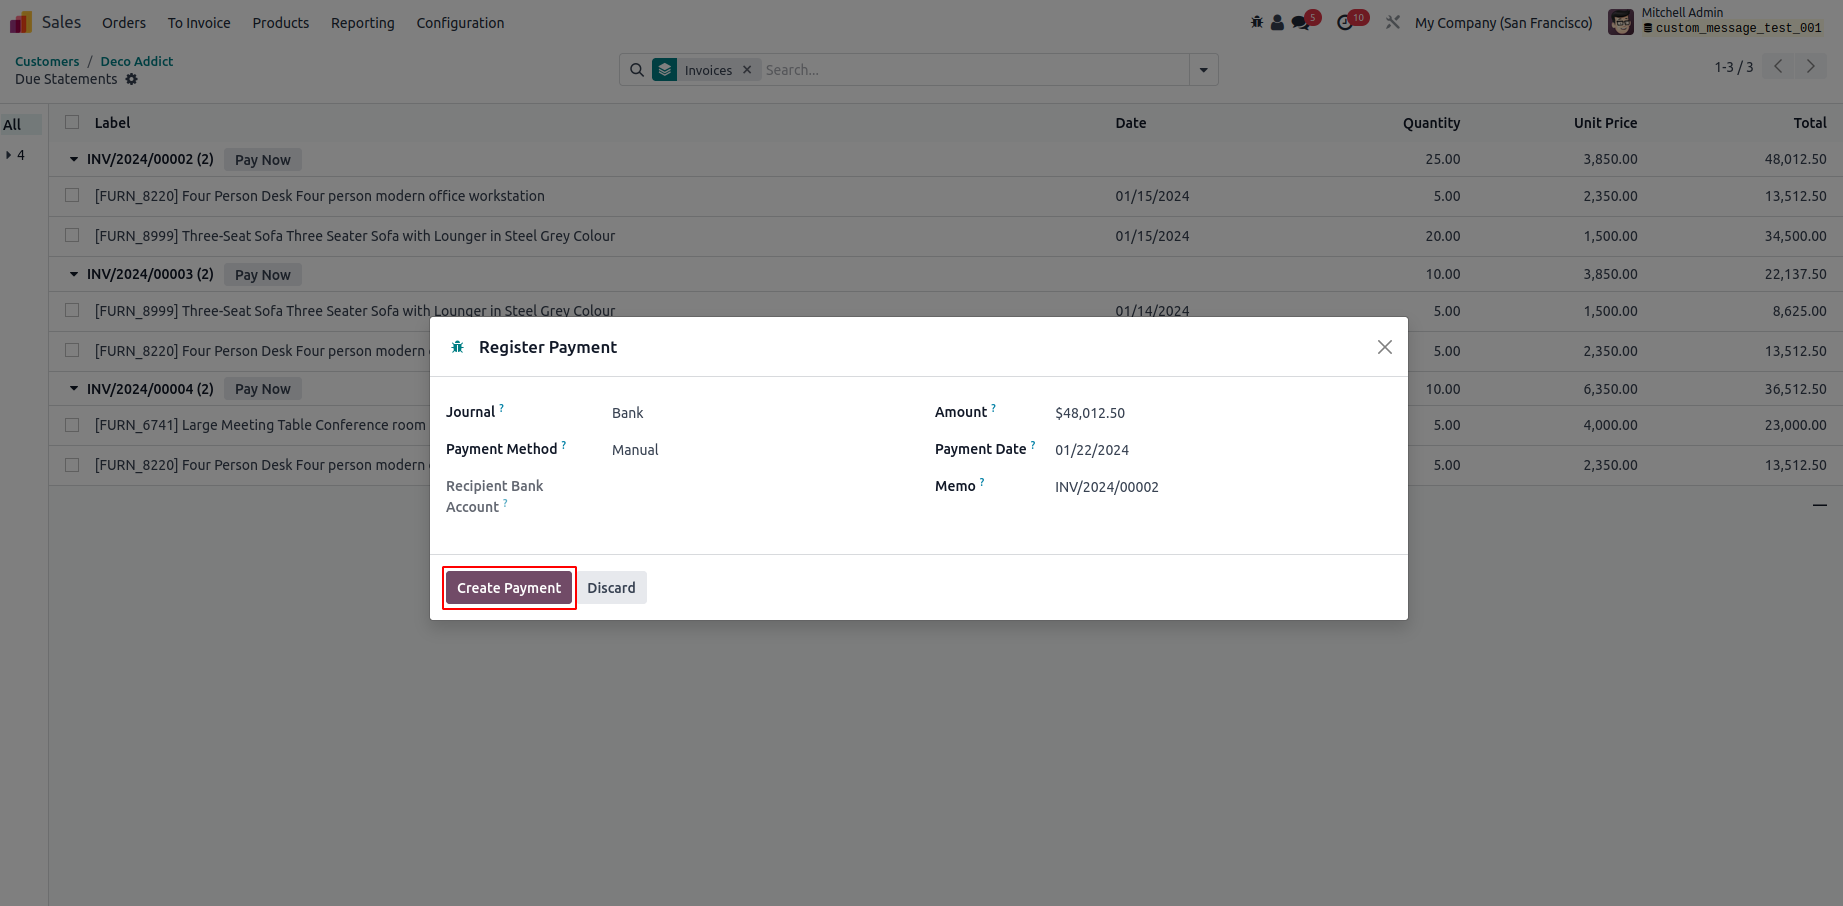 Sales Orders To Invoice Products Reporting Configuration 5 10 My Company (San Francisco) Mitchell Admin
custom_message_test_001
Customers / Deco Addict
Due Statements
Invoices × Search...
1-3 / 3
All
4
Label Date Quantity Unit Price Total
INV/2024/00002 (2) Pay Now 25.00 3,850.00 48,012.50
[FURN_8220] Four Person Desk Four person modern office workstation 01/15/2024 5.00 2,350.00 13,512.50
[FURN_8999] Three-Seat Sofa Three Seater Sofa with Lounger in Steel Grey Colour 01/15/2024 20.00 1,500.00 34,500.00
INV/2024/00003 (2) Pay Now 10.00 3,850.00 22,137.50
[FURN_8999] Three-Seat Sofa Three Seater Sofa with Lounger in Steel Grey Colour 01/14/2024 5.00 1,500.00 8,625.00
[FURN_8220] Four Person Desk Four person modern 5.00 2,350.00 13,512.50
INV/2024/00004 (2) Pay Now 10.00 6,350.00 36,512.50
[FURN_6741] Large Meeting Table Conference room 5.00 4,000.00 23,000.00
[FURN_8220] Four Person Desk Four person modern 5.00 2,350.00 13,512.50
—
Register Payment
Journal ? Bank
Payment Method ? Manual
Recipient Bank
Account ?
Amount ? $48,012.50
Payment Date ? 01/22/2024
Memo ? INV/2024/00002
Create Payment Discard